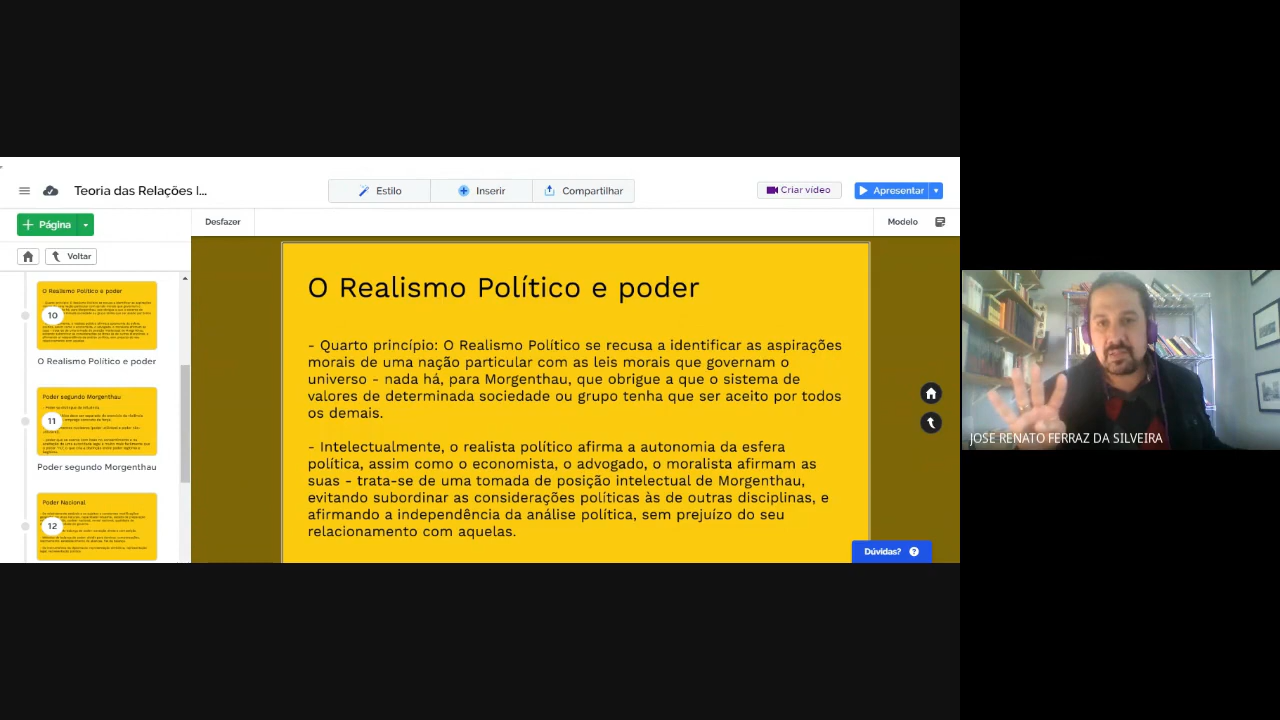 Teoria das Relações I...
Estilo
Inserir
Compartilhar
Criar vídeo
Apresentar
Página
Desfazer
Modelo
Voltar
O Realismo Político e poder
10
O Realismo Político e poder
Poder segundo Morgenthau
11
Poder segundo Morgenthau
Poder Nacional
12
O Realismo Político e poder
- Quarto princípio: O Realismo Político se recusa a identificar as aspirações
morais de uma nação particular com as leis morais que governam o
universo - nada há, para Morgenthau, que obrigue a que o sistema de
valores de determinada sociedade ou grupo tenha que ser aceito por todos
os demais.
- Intelectualmente, o realista político afirma a autonomia da esfera
política, assim como o economista, o advogado, o moralista afirmam as
suas - trata-se de uma tomada de posição intelectual de Morgenthau,
evitando subordinar as considerações políticas às de outras disciplinas, e
afirmando a independência da análise política, sem prejuízo do seu
relacionamento com aquelas.
Dúvidas? ?
JOSE RENATO FERRAZ DA SILVEIRA